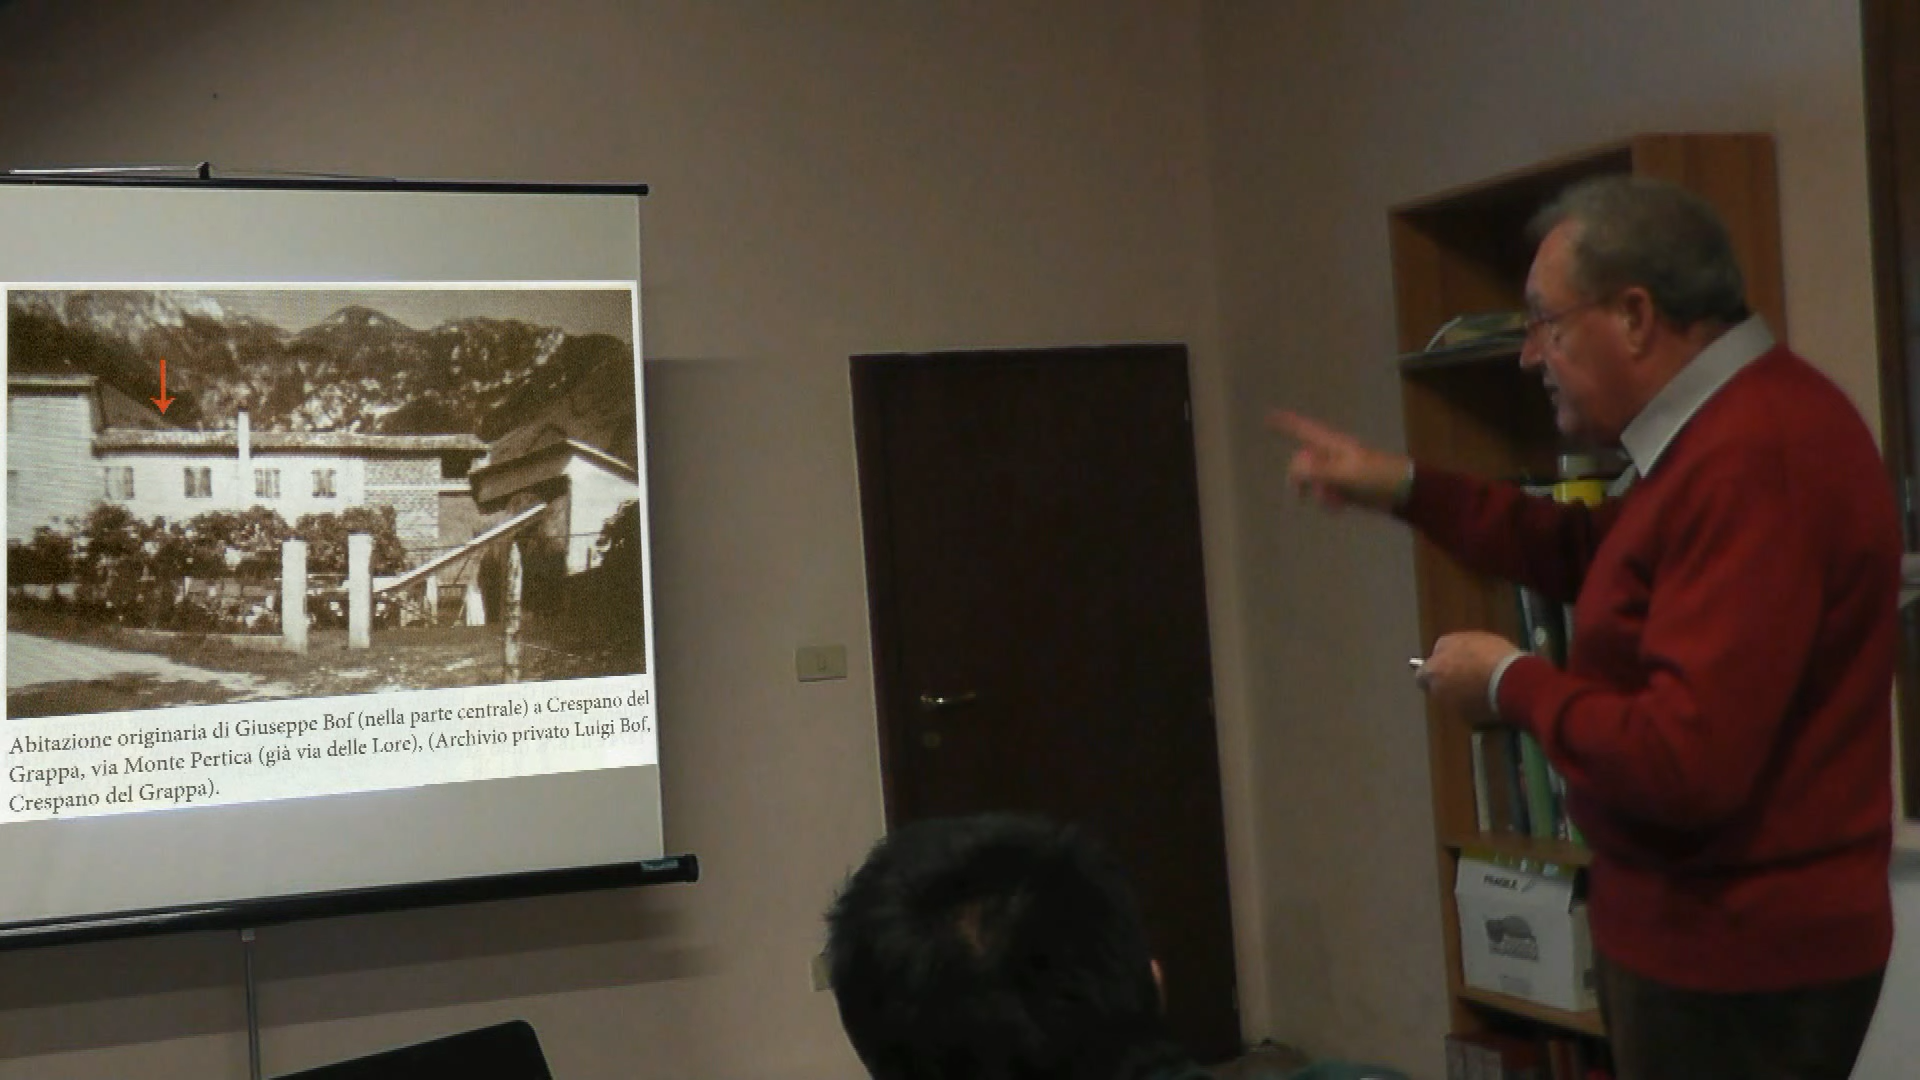 Abitazione originaria di Giuseppe Bof (nella parte centrale) a Crespano del
Grappa, via Monte Pertica (già via delle Lore), (Archivio privato Luigi Bof,
Crespano del Grappa).
FRAGILE